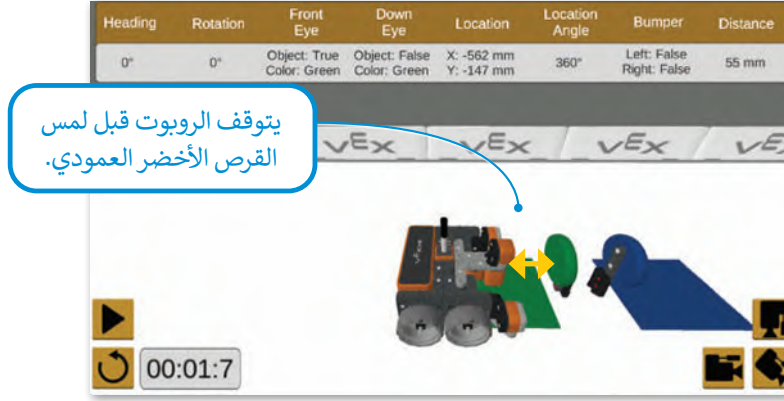 Heading Rotation Front Eye Down Eye Location Location Angle Bumper Distance
0° 0° Object: True Color: Green Object: False Color: Green X: -562 mm Y: -147 mm 360° Left: False Right: False 55 mm
يتوقف الروبوت قبل لمس
القرص الأخضر العمودي.
VEX VEX VEX VEX
00:01:7